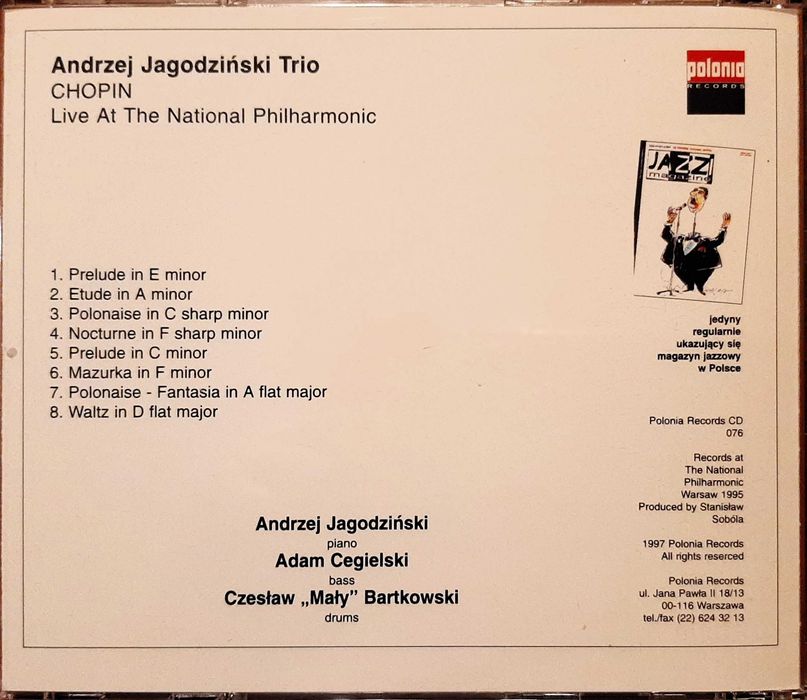 Andrzej Jagodziński Trio
CHOPIN
Live At The National Philharmonic
polonia
RECORDS
JAZZ
magazine
1. Prelude in E minor
2. Etude in A minor
3. Polonaise in C sharp minor
4. Nocturne in F sharp minor
5. Prelude in C minor
6. Mazurka in F minor
7. Polonaise - Fantasia in A flat major
8. Waltz in D flat major
jedyny
regularnie
ukazujący się
magazyn jazzowy
w Polsce
Polonia Records CD
076
Records at
The National
Philharmonic
Warsaw 1995
Produced by Stanisław
Sobóla
1997 Polonia Records
All rights reserced
Polonia Records
ul. Jana Pawła II 18/13
00-116 Warszawa
tel./fax (22) 624 32 13
Andrzej Jagodziński
piano
Adam Cegielski
bass
Czesław „Mały” Bartkowski
drums